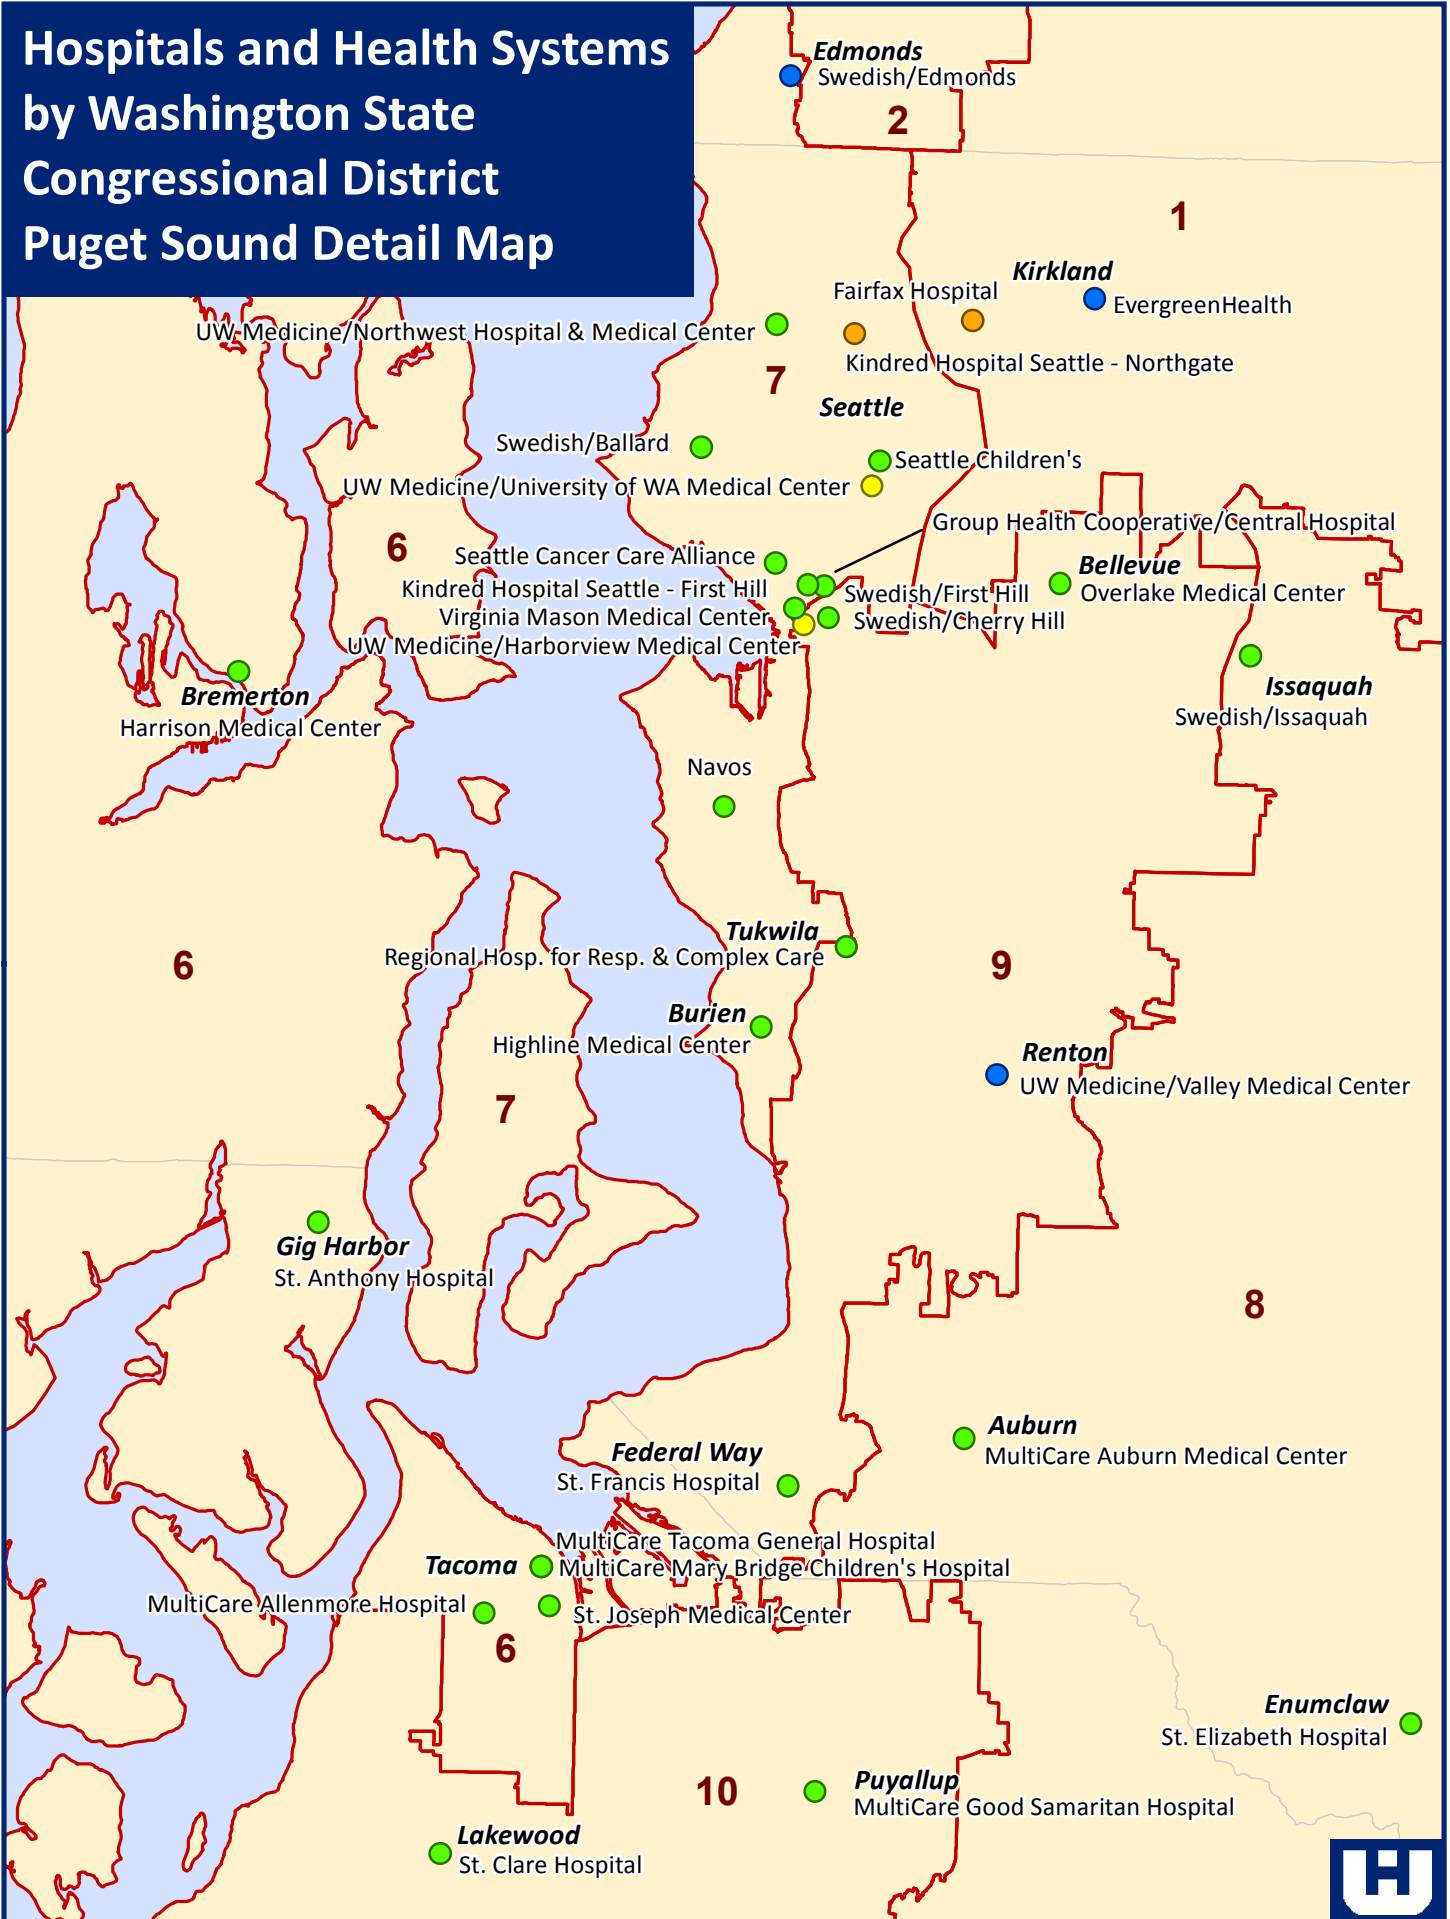 Hospitals and Health Systems
by Washington State
Congressional District
Puget Sound Detail Map
Edmonds
Swedish/Edmonds
2
1
Kirkland
EvergreenHealth
Fairfax Hospital
UW Medicine/Northwest Hospital & Medical Center
Kindred Hospital Seattle - Northgate
7
Seattle
Swedish/Ballard
Seattle Children's
UW Medicine/University of WA Medical Center
Group Health Cooperative/Central Hospital
6
Seattle Cancer Care Alliance
Bellevue
Overlake Medical Center
Kindred Hospital Seattle - First Hill
Swedish/First Hill
Virginia Mason Medical Center
Swedish/Cherry Hill
UW Medicine/Harborview Medical Center
Bremerton
Harrison Medical Center
Issaquah
Swedish/Issaquah
Navos
Tukwila
Regional Hosp. for Resp. & Complex Care
6
9
Burien
Highline Medical Center
Renton
UW Medicine/Valley Medical Center
7
Gig Harbor
St. Anthony Hospital
8
Auburn
MultiCare Auburn Medical Center
Federal Way
St. Francis Hospital
MultiCare Tacoma General Hospital
Tacoma
MultiCare Mary Bridge Children's Hospital
MultiCare Allenmore Hospital
St. Joseph Medical Center
6
Enumclaw
St. Elizabeth Hospital
10
Puyallup
MultiCare Good Samaritan Hospital
Lakewood
St. Clare Hospital
H